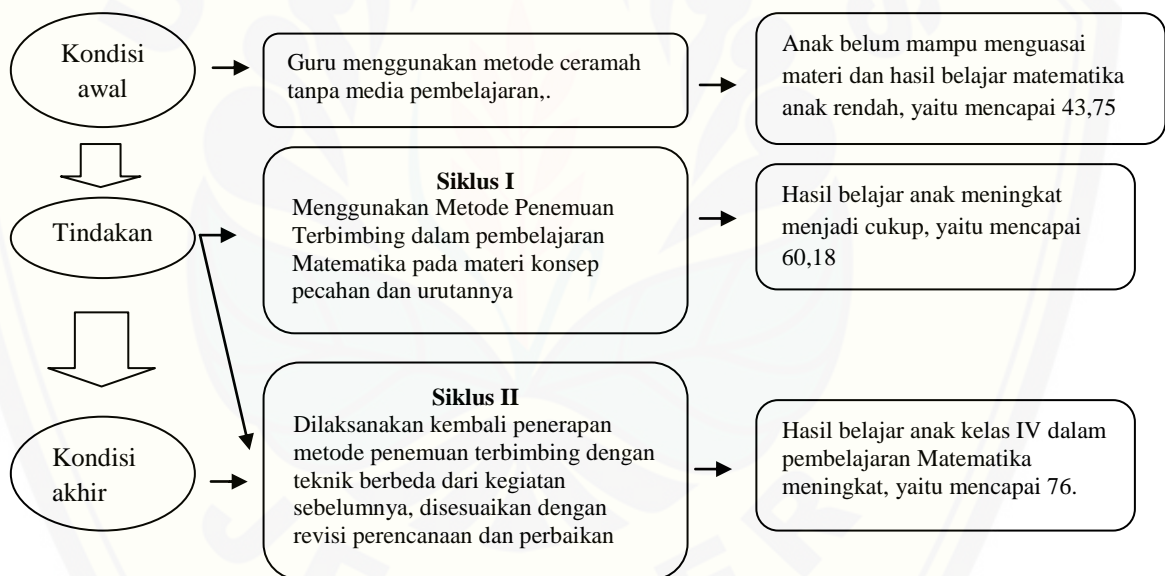 Kondisi
awal
Guru menggunakan metode ceramah
tanpa media pembelajaran,.
Anak belum mampu menguasai
materi dan hasil belajar matematika
anak rendah, yaitu mencapai 43,75
Tindakan
Siklus I
Menggunakan Metode Penemuan
Terbimbing dalam pembelajaran
Matematika pada materi konsep
pecahan dan urutannya
Hasil belajar anak meningkat
menjadi cukup, yaitu mencapai
60,18
Kondisi
akhir
Siklus II
Dilaksanakan kembali penerapan
metode penemuan terbimbing dengan
teknik berbeda dari kegiatan
sebelumnya, disesuaikan dengan
revisi perencanaan dan perbaikan
Hasil belajar anak kelas IV dalam
pembelajaran Matematika
meningkat, yaitu mencapai 76.